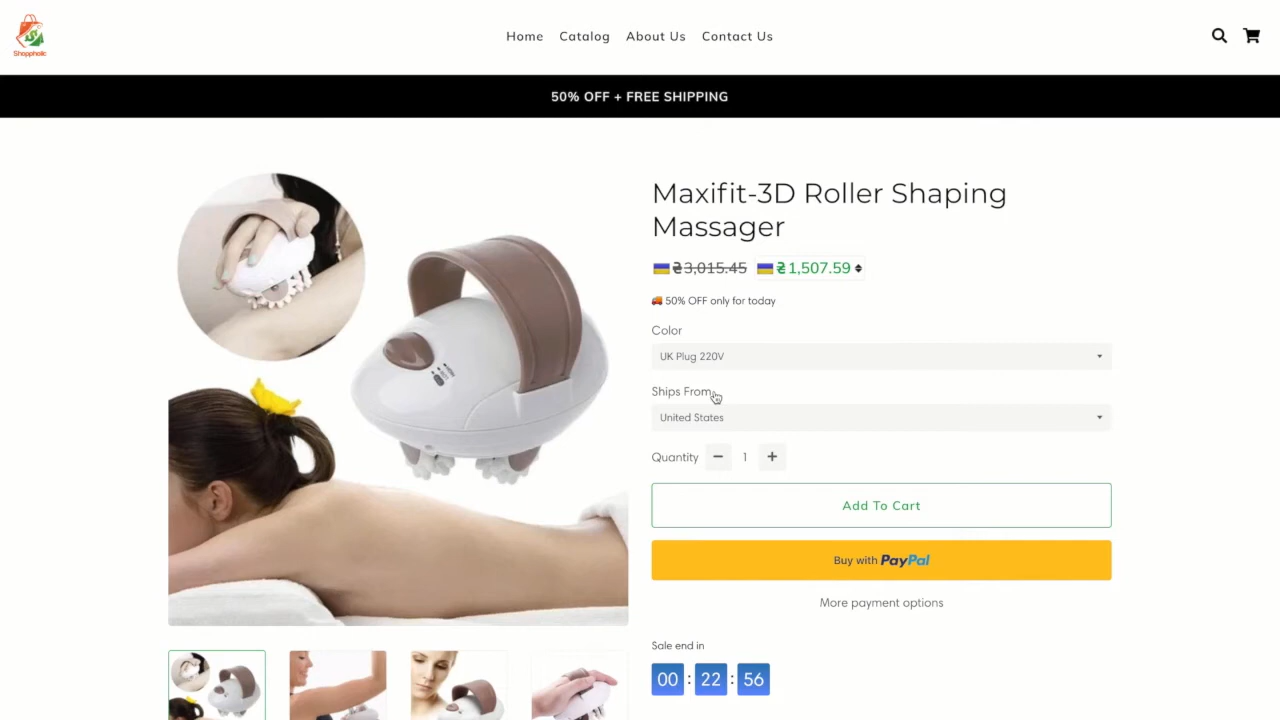 Shoppholic
Home
Catalog
About Us
Contact Us
50% OFF + FREE SHIPPING
Maxifit-3D Roller Shaping
Massager
₴3,015.45
₴1,507.59
50% OFF only for today
Color
UK Plug 220V
Ships From
United States
Quantity
1
Add To Cart
Buy with PayPal
More payment options
Sale end in
00 : 22 : 56